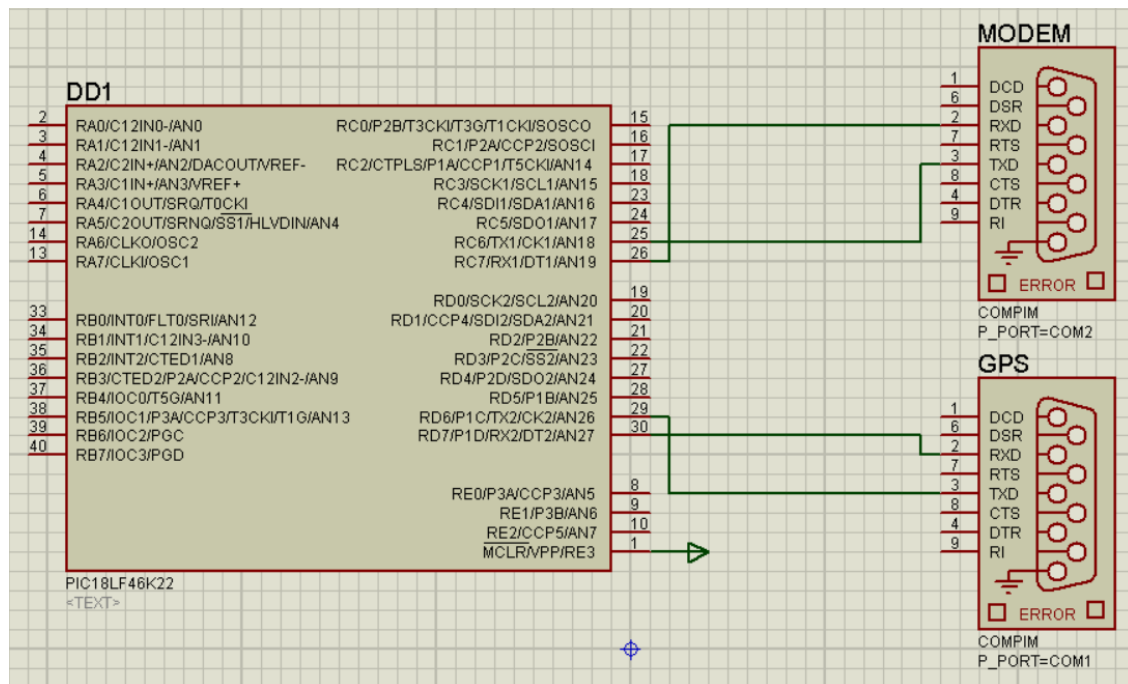 DD1
2 RA0/C12IN0-/AN0
3 RA1/C12IN1-/AN1
4 RA2/C2IN+/AN2/DACOUT/VREF-
5 RA3/C1IN+/AN3/VREF+
6 RA4/C1OUT/SRQ/T0CKI
7 RA5/C2OUT/SRNQ/SS1/HLVDIN/AN4
14 RA6/CLKO/OSC2
13 RA7/CLKI/OSC1
33 RB0/INT0/FLT0/SRI/AN12
34 RB1/INT1/C12IN3-/AN10
35 RB2/INT2/CTED1/AN8
36 RB3/CTED2/P2A/CCP2/C12IN2-/AN9
37 RB4/IOC0/T5G/AN11
38 RB5/IOC1/P3A/CCP3/T3CKI/T1G/AN13
39 RB6/IOC2/PGC
40 RB7/IOC3/PGD
RC0/P2B/T3CKI/T3G/T1CKI/SOSCO 15
RC1/P2A/CCP2/SOSCI 16
RC2/CTPLS/P1A/CCP1/T5CKI/AN14 17
RC3/SCK1/SCL1/AN15 18
RC4/SDI1/SDA1/AN16 23
RC5/SDO1/AN17 24
RC6/TX1/CK1/AN18 25
RC7/RX1/DT1/AN19 26
RD0/SCK2/SCL2/AN20 19
RD1/CCP4/SDI2/SDA2/AN21 20
RD2/P2B/AN22 21
RD3/P2C/SS2/AN23 22
RD4/P2D/SDO2/AN24 27
RD5/P1B/AN25 28
RD6/P1C/TX2/CK2/AN26 29
RD7/P1D/RX2/DT2/AN27 30
RE0/P3A/CCP3/AN5 8
RE1/P3B/AN6 9
RE2/CCP5/AN7 10
MCLR/VPP/RE3 1
PIC18LF46K22
<TEXT>
MODEM
1 DCD
6 DSR
2 RXD
7 RTS
3 TXD
8 CTS
4 DTR
9 RI
ERROR
COMPIM
P_PORT=COM2
GPS
1 DCD
6 DSR
2 RXD
7 RTS
3 TXD
8 CTS
4 DTR
9 RI
ERROR
COMPIM
P_PORT=COM1